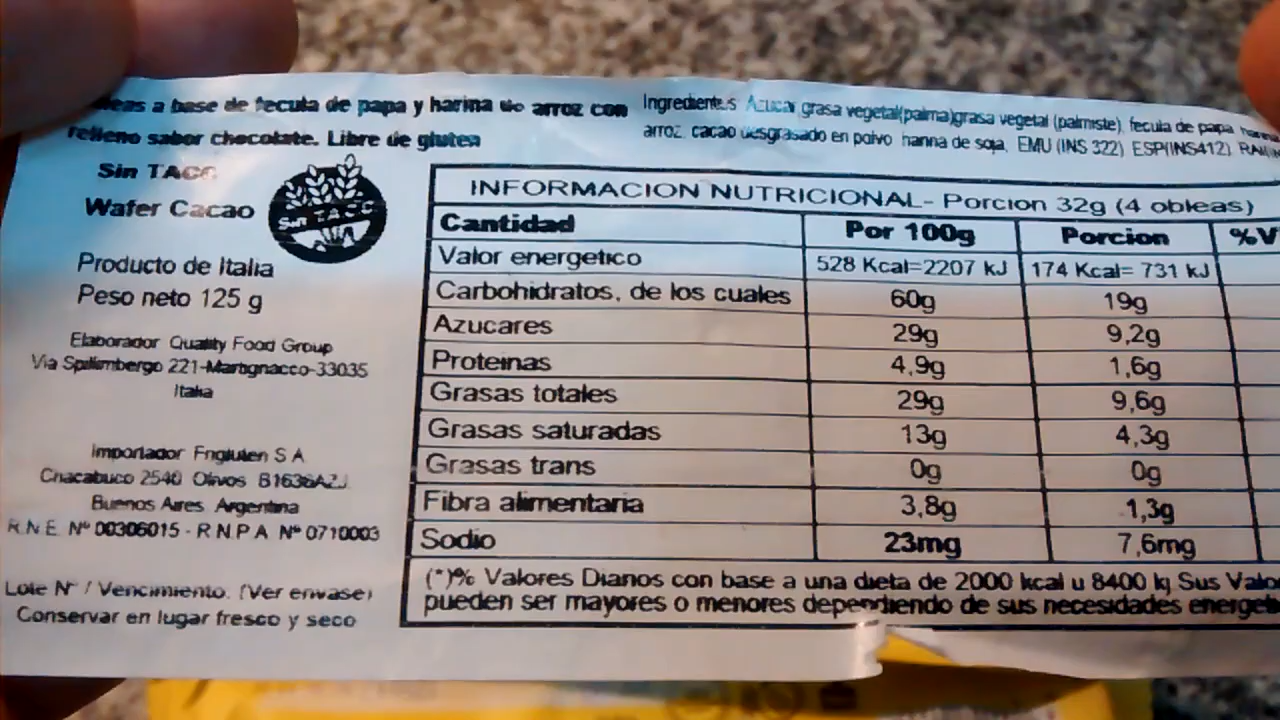 a base de fecula de papa y harina de arroz con
relleno sabor chocolate. Libre de gluten
Sin TACC
Wafer Cacao
Sin TACC
Producto de Italia
Peso neto 125 g
Elaborador Quality Food Group
Via Spilimbergo 221-Martignacco-33035
Italia
Importador Fngluten S A
Chacabuco 2540 Olivos B1636AZJ
Buenos Aires Argentina
R.N.E. Nº 00306015 - R N.P A Nº 0710003
Lote Nº / Vencimiento. (Ver envase)
Conservar en lugar fresco y seco
Ingredientes Azucar grasa vegetal(palma)grasa vegetal (palmiste), fecula de papa
arroz. cacao desgrasado en polvo harina de soja, EMU (INS 322) ESP(INS412)
INFORMACION NUTRICIONAL- Porcion 32g (4 obleas)
Cantidad Por 100g Porcion %V
Valor energetico 528 Kcal=2207 kJ 174 Kcal= 731 kJ
Carbohidratos, de los cuales 60g 19g
Azucares 29g 9,2g
Proteinas 4,9g 1,6g
Grasas totales 29g 9,6g
Grasas saturadas 13g 4,3g
Grasas trans 0g 0g
Fibra alimentaria 3,8g 1,3g
Sodio 23mg 7,6mg
(*)% Valores Diarios con base a una dieta de 2000 kcal u 8400 kj Sus Valo
pueden ser mayores o menores dependiendo de sus necesidades energeti